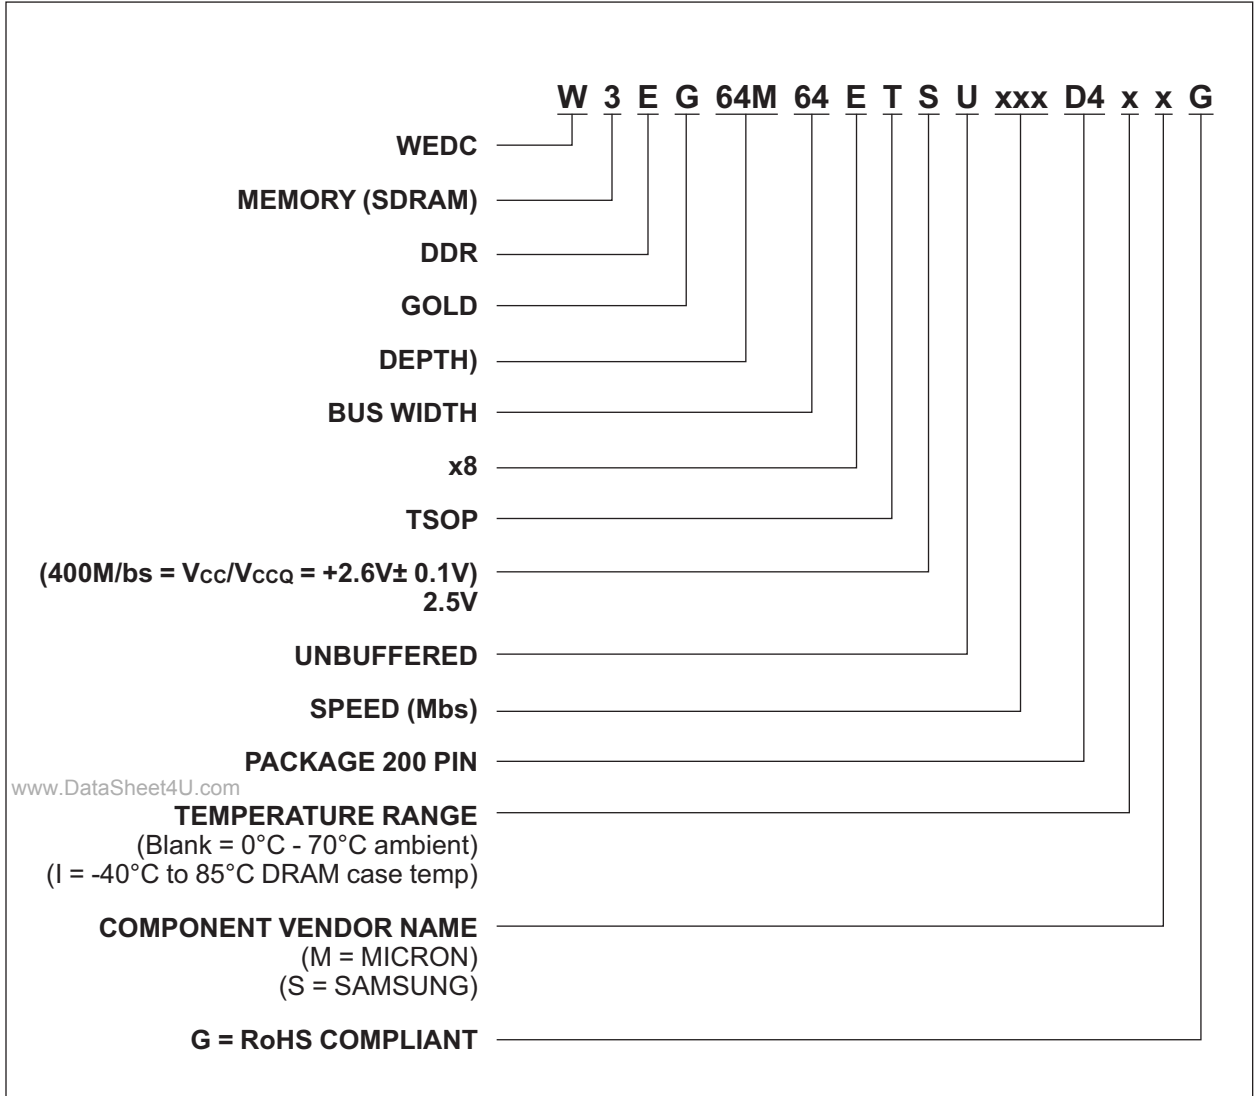 W 3 E G 64M 64 E T S U xxx D4 x x G
WEDC
MEMORY (SDRAM)
DDR
GOLD
DEPTH)
BUS WIDTH
x8
TSOP
(400M/bs = Vcc/VccQ = +2.6V± 0.1V)
2.5V
UNBUFFERED
SPEED (Mbs)
PACKAGE 200 PIN
www.DataSheet4U.com
TEMPERATURE RANGE
(Blank = 0°C - 70°C ambient)
(I = -40°C to 85°C DRAM case temp)
COMPONENT VENDOR NAME
(M = MICRON)
(S = SAMSUNG)
G = RoHS COMPLIANT